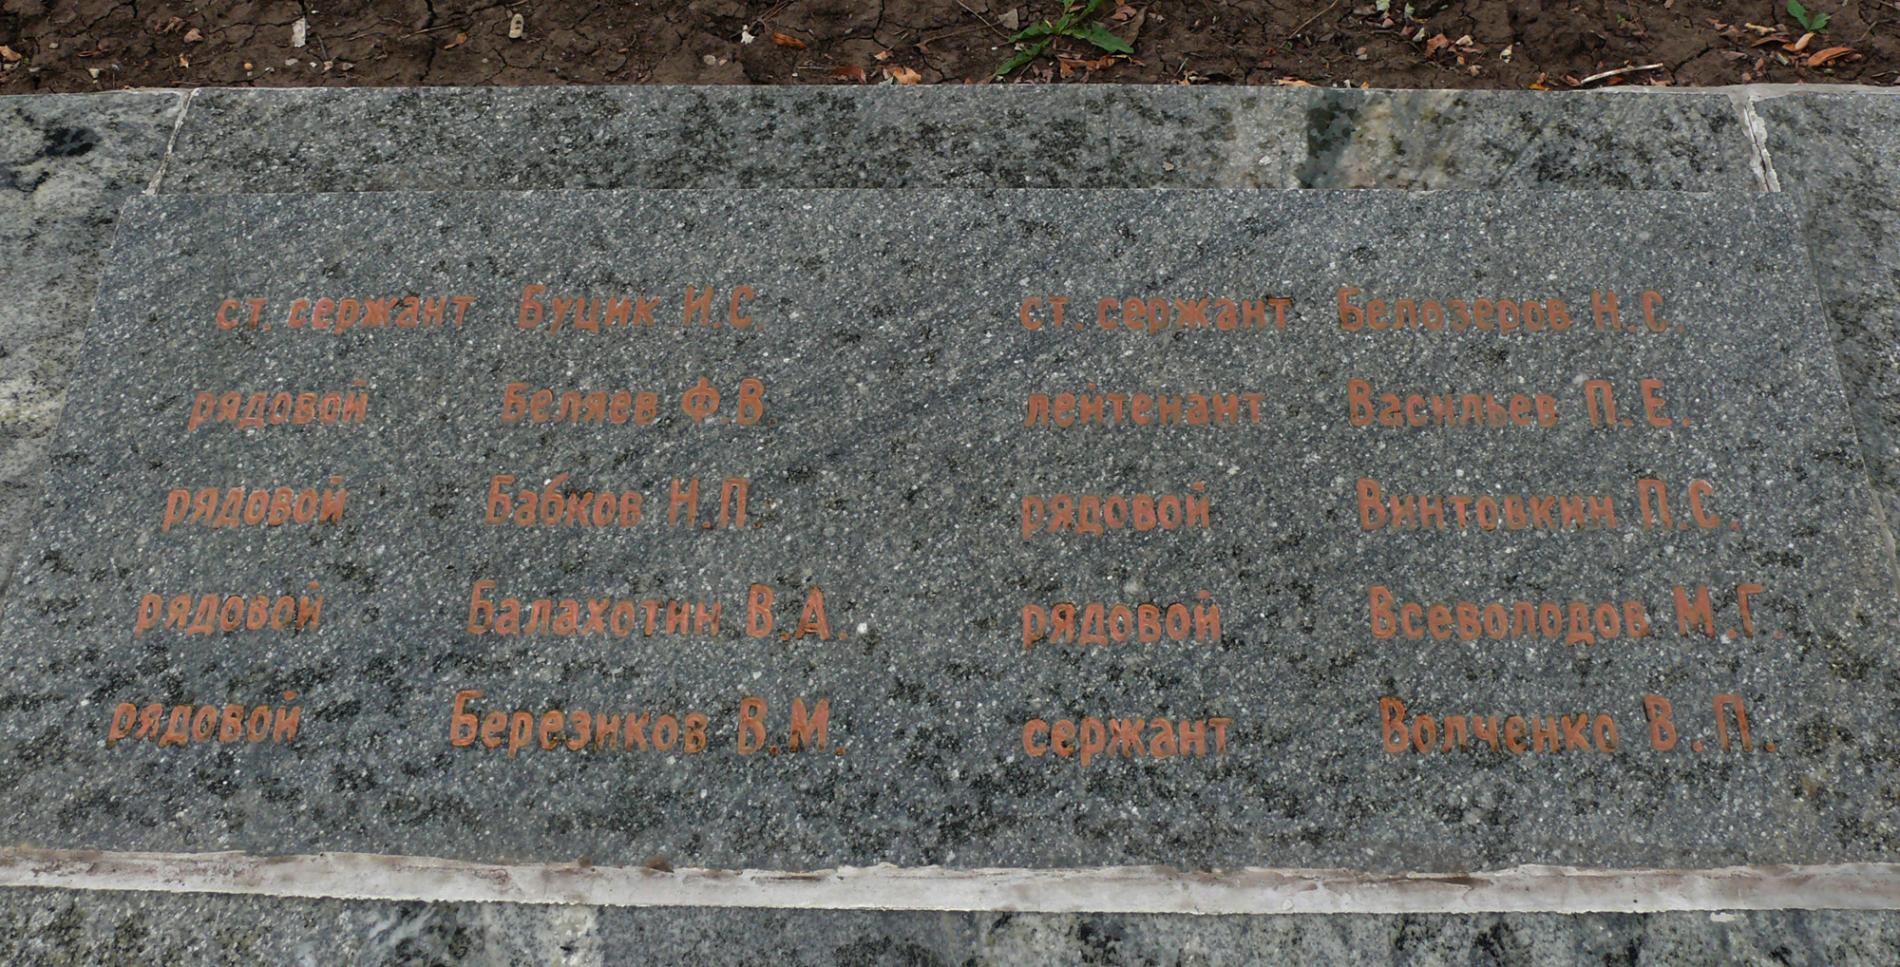 ст. сержант Буцик И.С.
рядовой Беляев Ф.В.
рядовой Бабков Н.П.
рядовой Балахотин В.А.
рядовой Березиков В.М.
ст. сержант Белозеров Н.С.
лейтенант Васильев П.Е.
рядовой Винтовкин П.С.
рядовой Всеволодов М.Г.
сержант Волченко В.П.